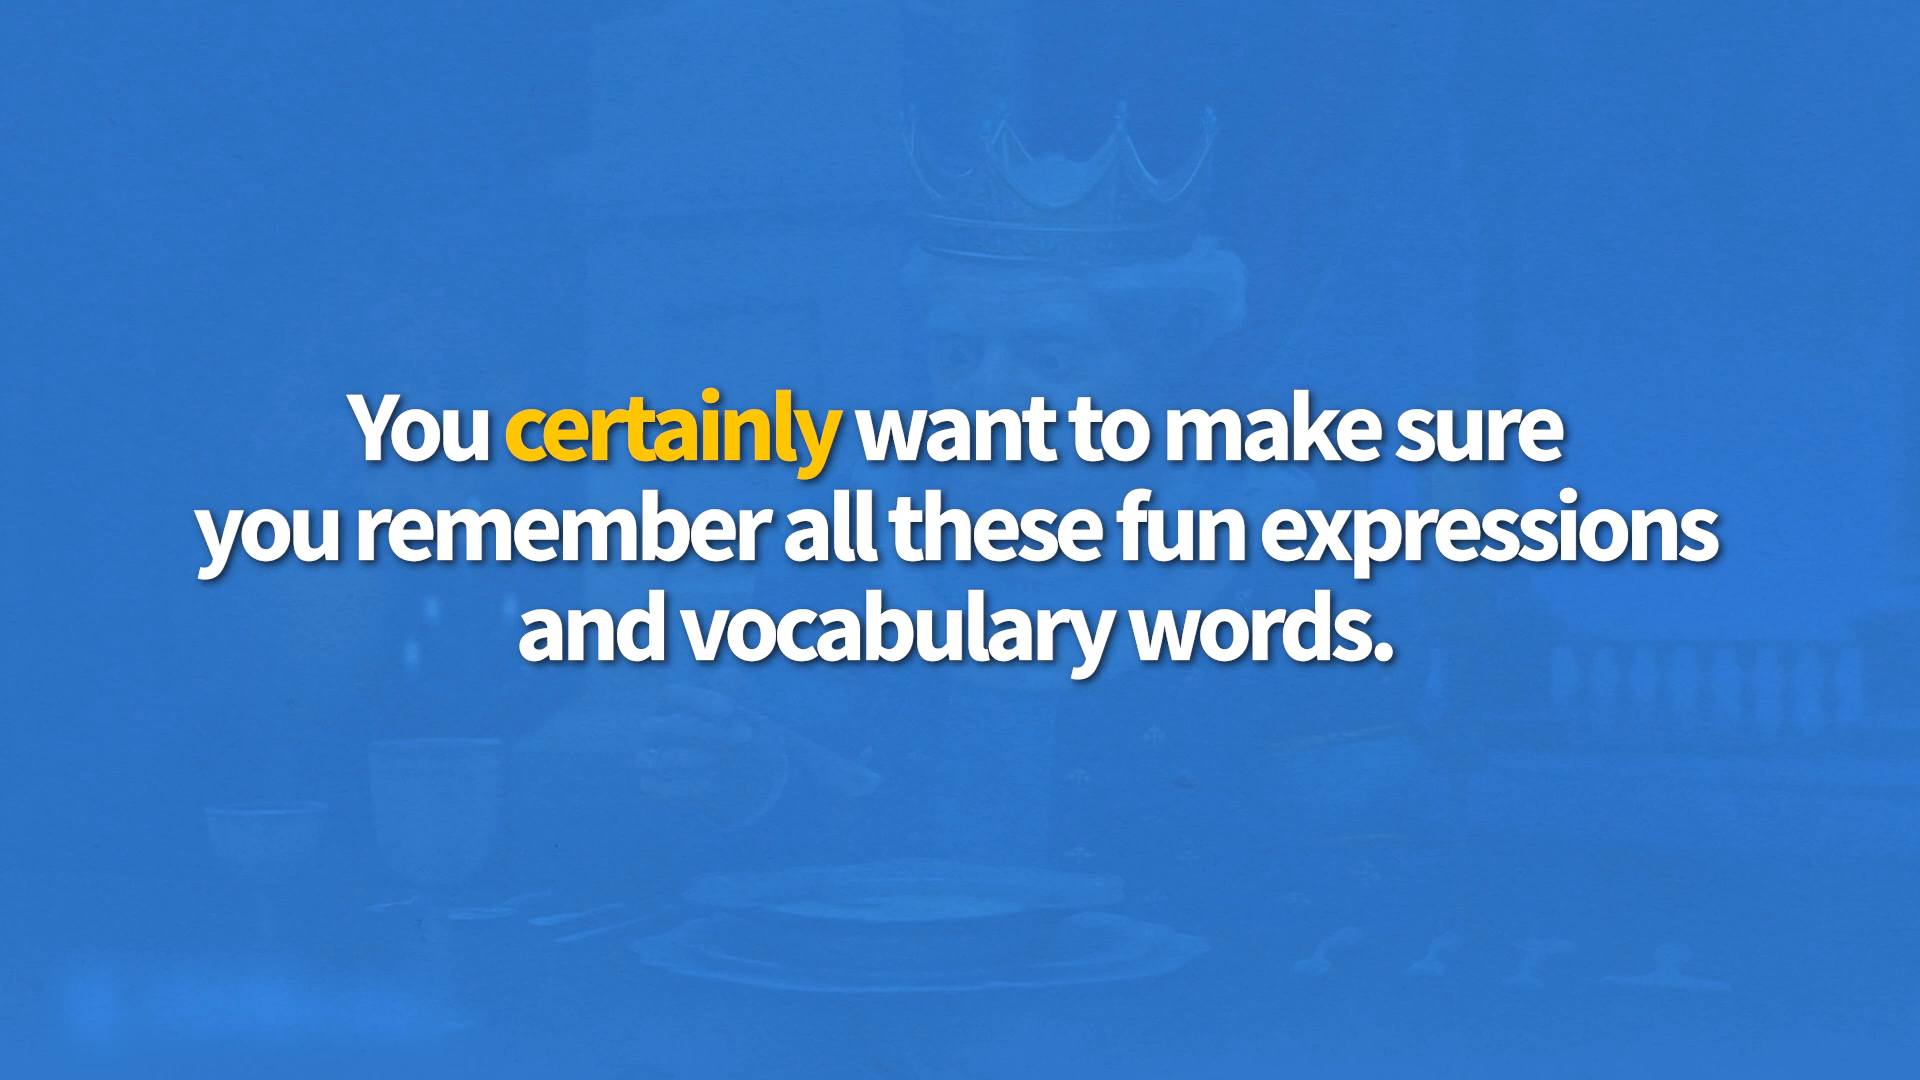 You certainly want to make sure
you remember all these fun expressions
and vocabulary words.